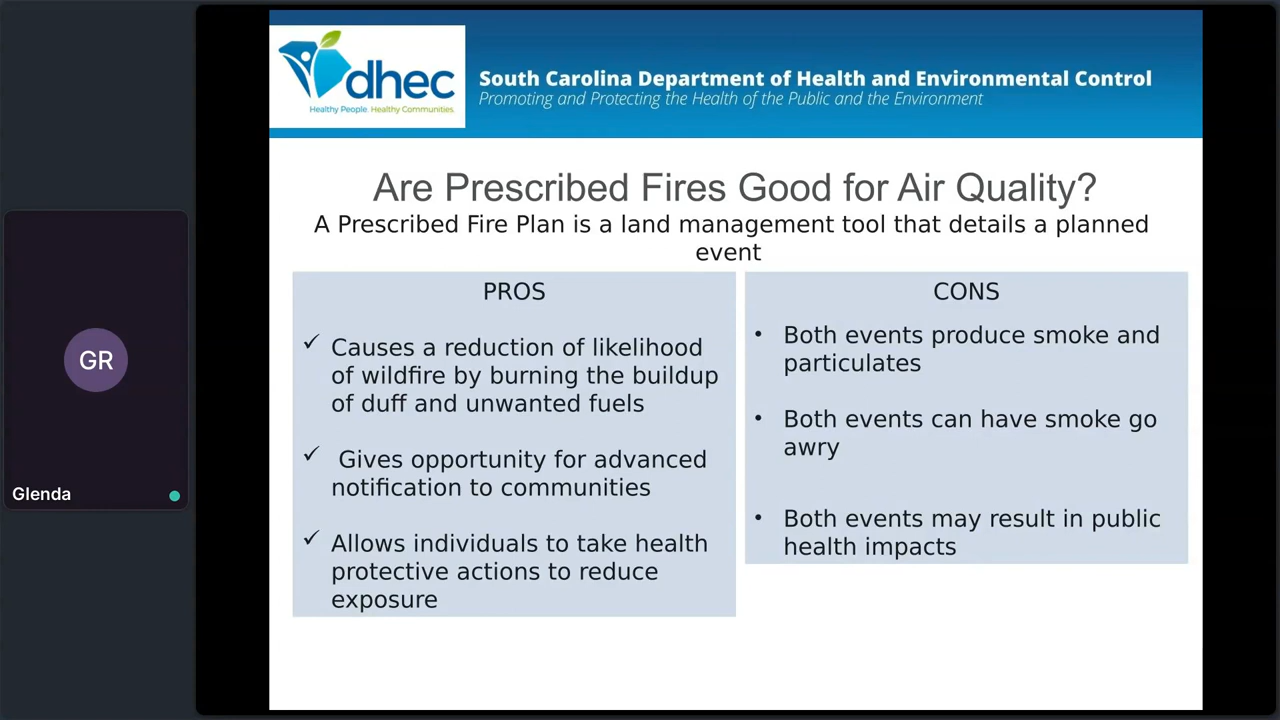 dhec
Healthy People. Healthy Communities.
South Carolina Department of Health and Environmental Control
Promoting and Protecting the Health of the Public and the Environment
Are Prescribed Fires Good for Air Quality?
A Prescribed Fire Plan is a land management tool that details a planned
event
PROS
✓ Causes a reduction of likelihood
of wildfire by burning the buildup
of duff and unwanted fuels
✓ Gives opportunity for advanced
notification to communities
✓ Allows individuals to take health
protective actions to reduce
exposure
CONS
• Both events produce smoke and
particulates
• Both events can have smoke go
awry
• Both events may result in public
health impacts
GR
Glenda